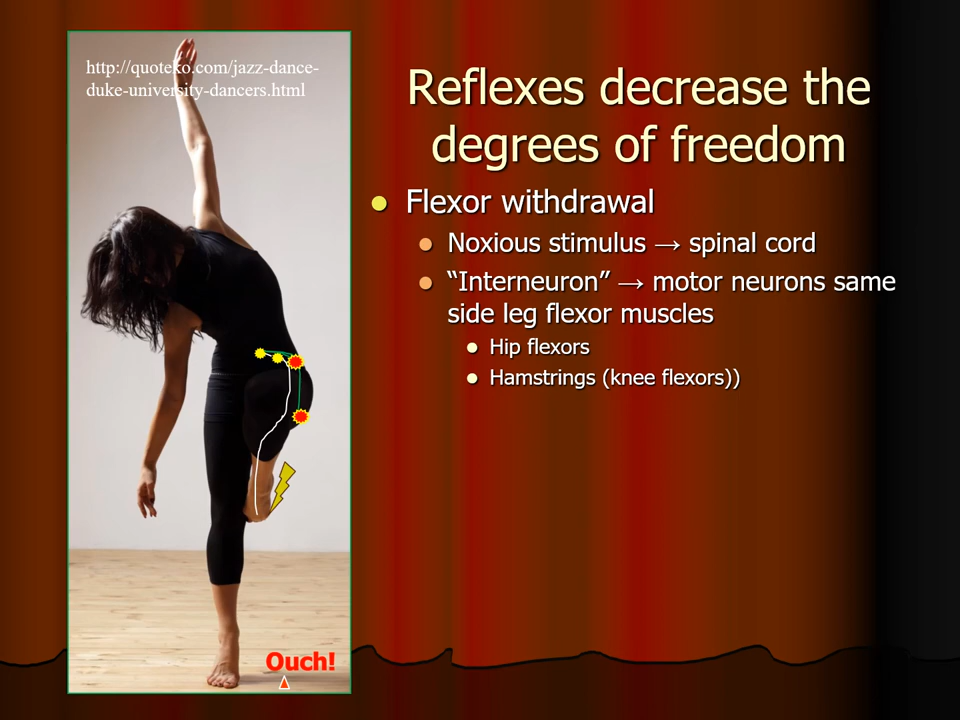 http://quoteko.com/jazz-dance-
duke-university-dancers.html
Reflexes decrease the
degrees of freedom
Flexor withdrawal
Noxious stimulus → spinal cord
“Interneuron” → motor neurons same
side leg flexor muscles
Hip flexors
Hamstrings (knee flexors))
Ouch!